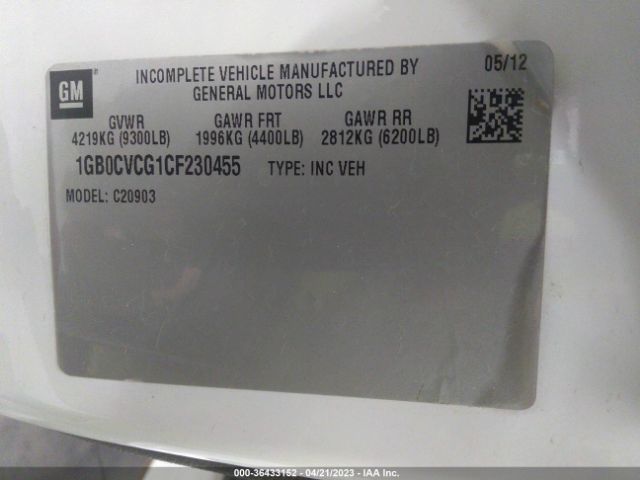 GM
INCOMPLETE VEHICLE MANUFACTURED BY
GENERAL MOTORS LLC
05/12
GVWR GAWR FRT GAWR RR
4219KG (9300LB) 1996KG (4400LB) 2812KG (6200LB)
1GB0CVCG1CF230455 TYPE: INC VEH
MODEL: C20903
000-36433152 - 04/21/2023 - IAA Inc.